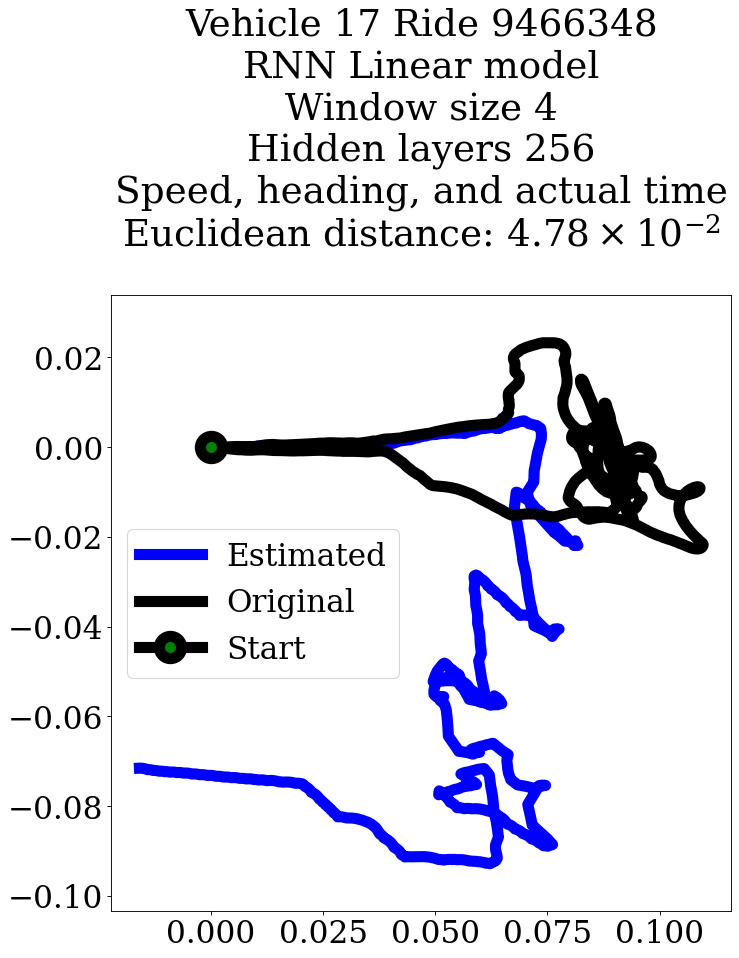 Vehicle 17 Ride 9466348
RNN Linear model
Window size 4
Hidden layers 256
Speed, heading, and actual time
Euclidean distance: 4.78 × 10⁻²
0.02
0.00
−0.02
−0.04
−0.06
−0.08
−0.10
Estimated
Original
Start
0.000 0.025 0.050 0.075 0.100